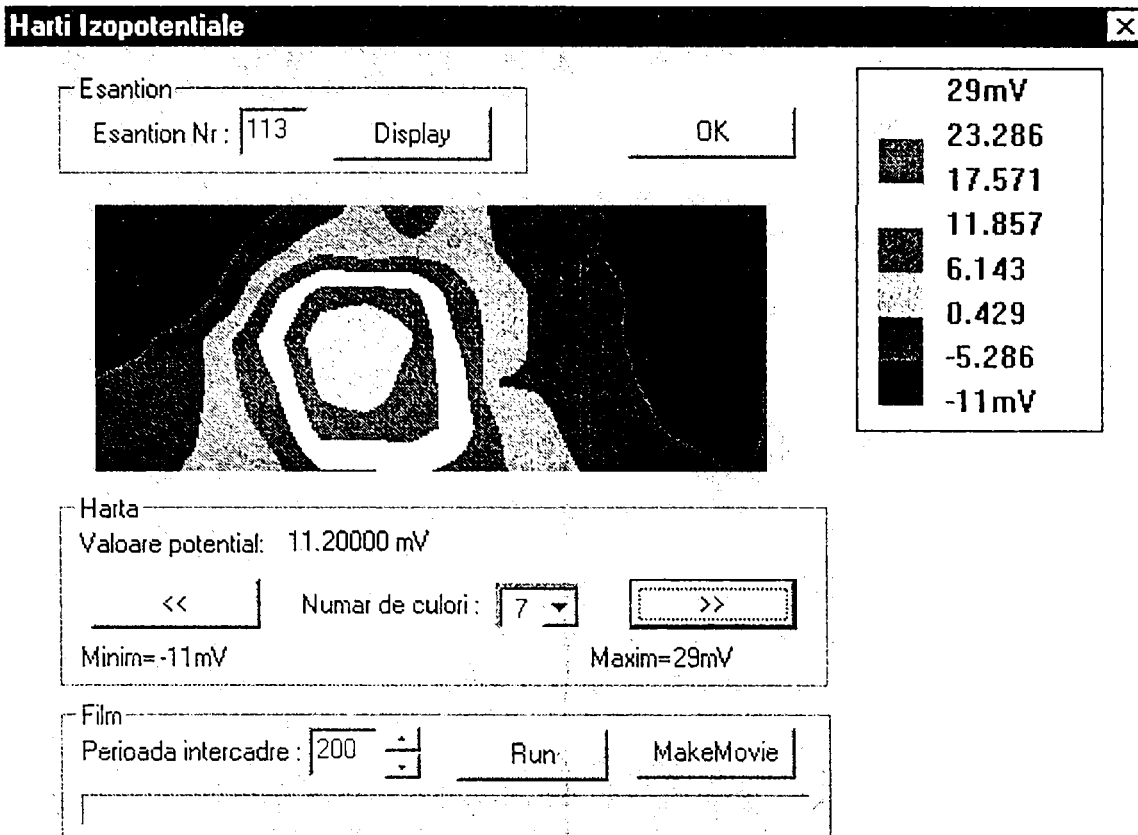 Harti Izopotentiale
Esantion
Esantion Nr : 113 Display
OK
29mV
23.286
17.571
11.857
6.143
0.429
-5.286
-11mV
Harta
Valoare potential: 11.20000 mV
<< Numar de culori : 7 >>
Minim=-11mV Maxim=29mV
Film
Perioada intercadre : 200 Run MakeMovie